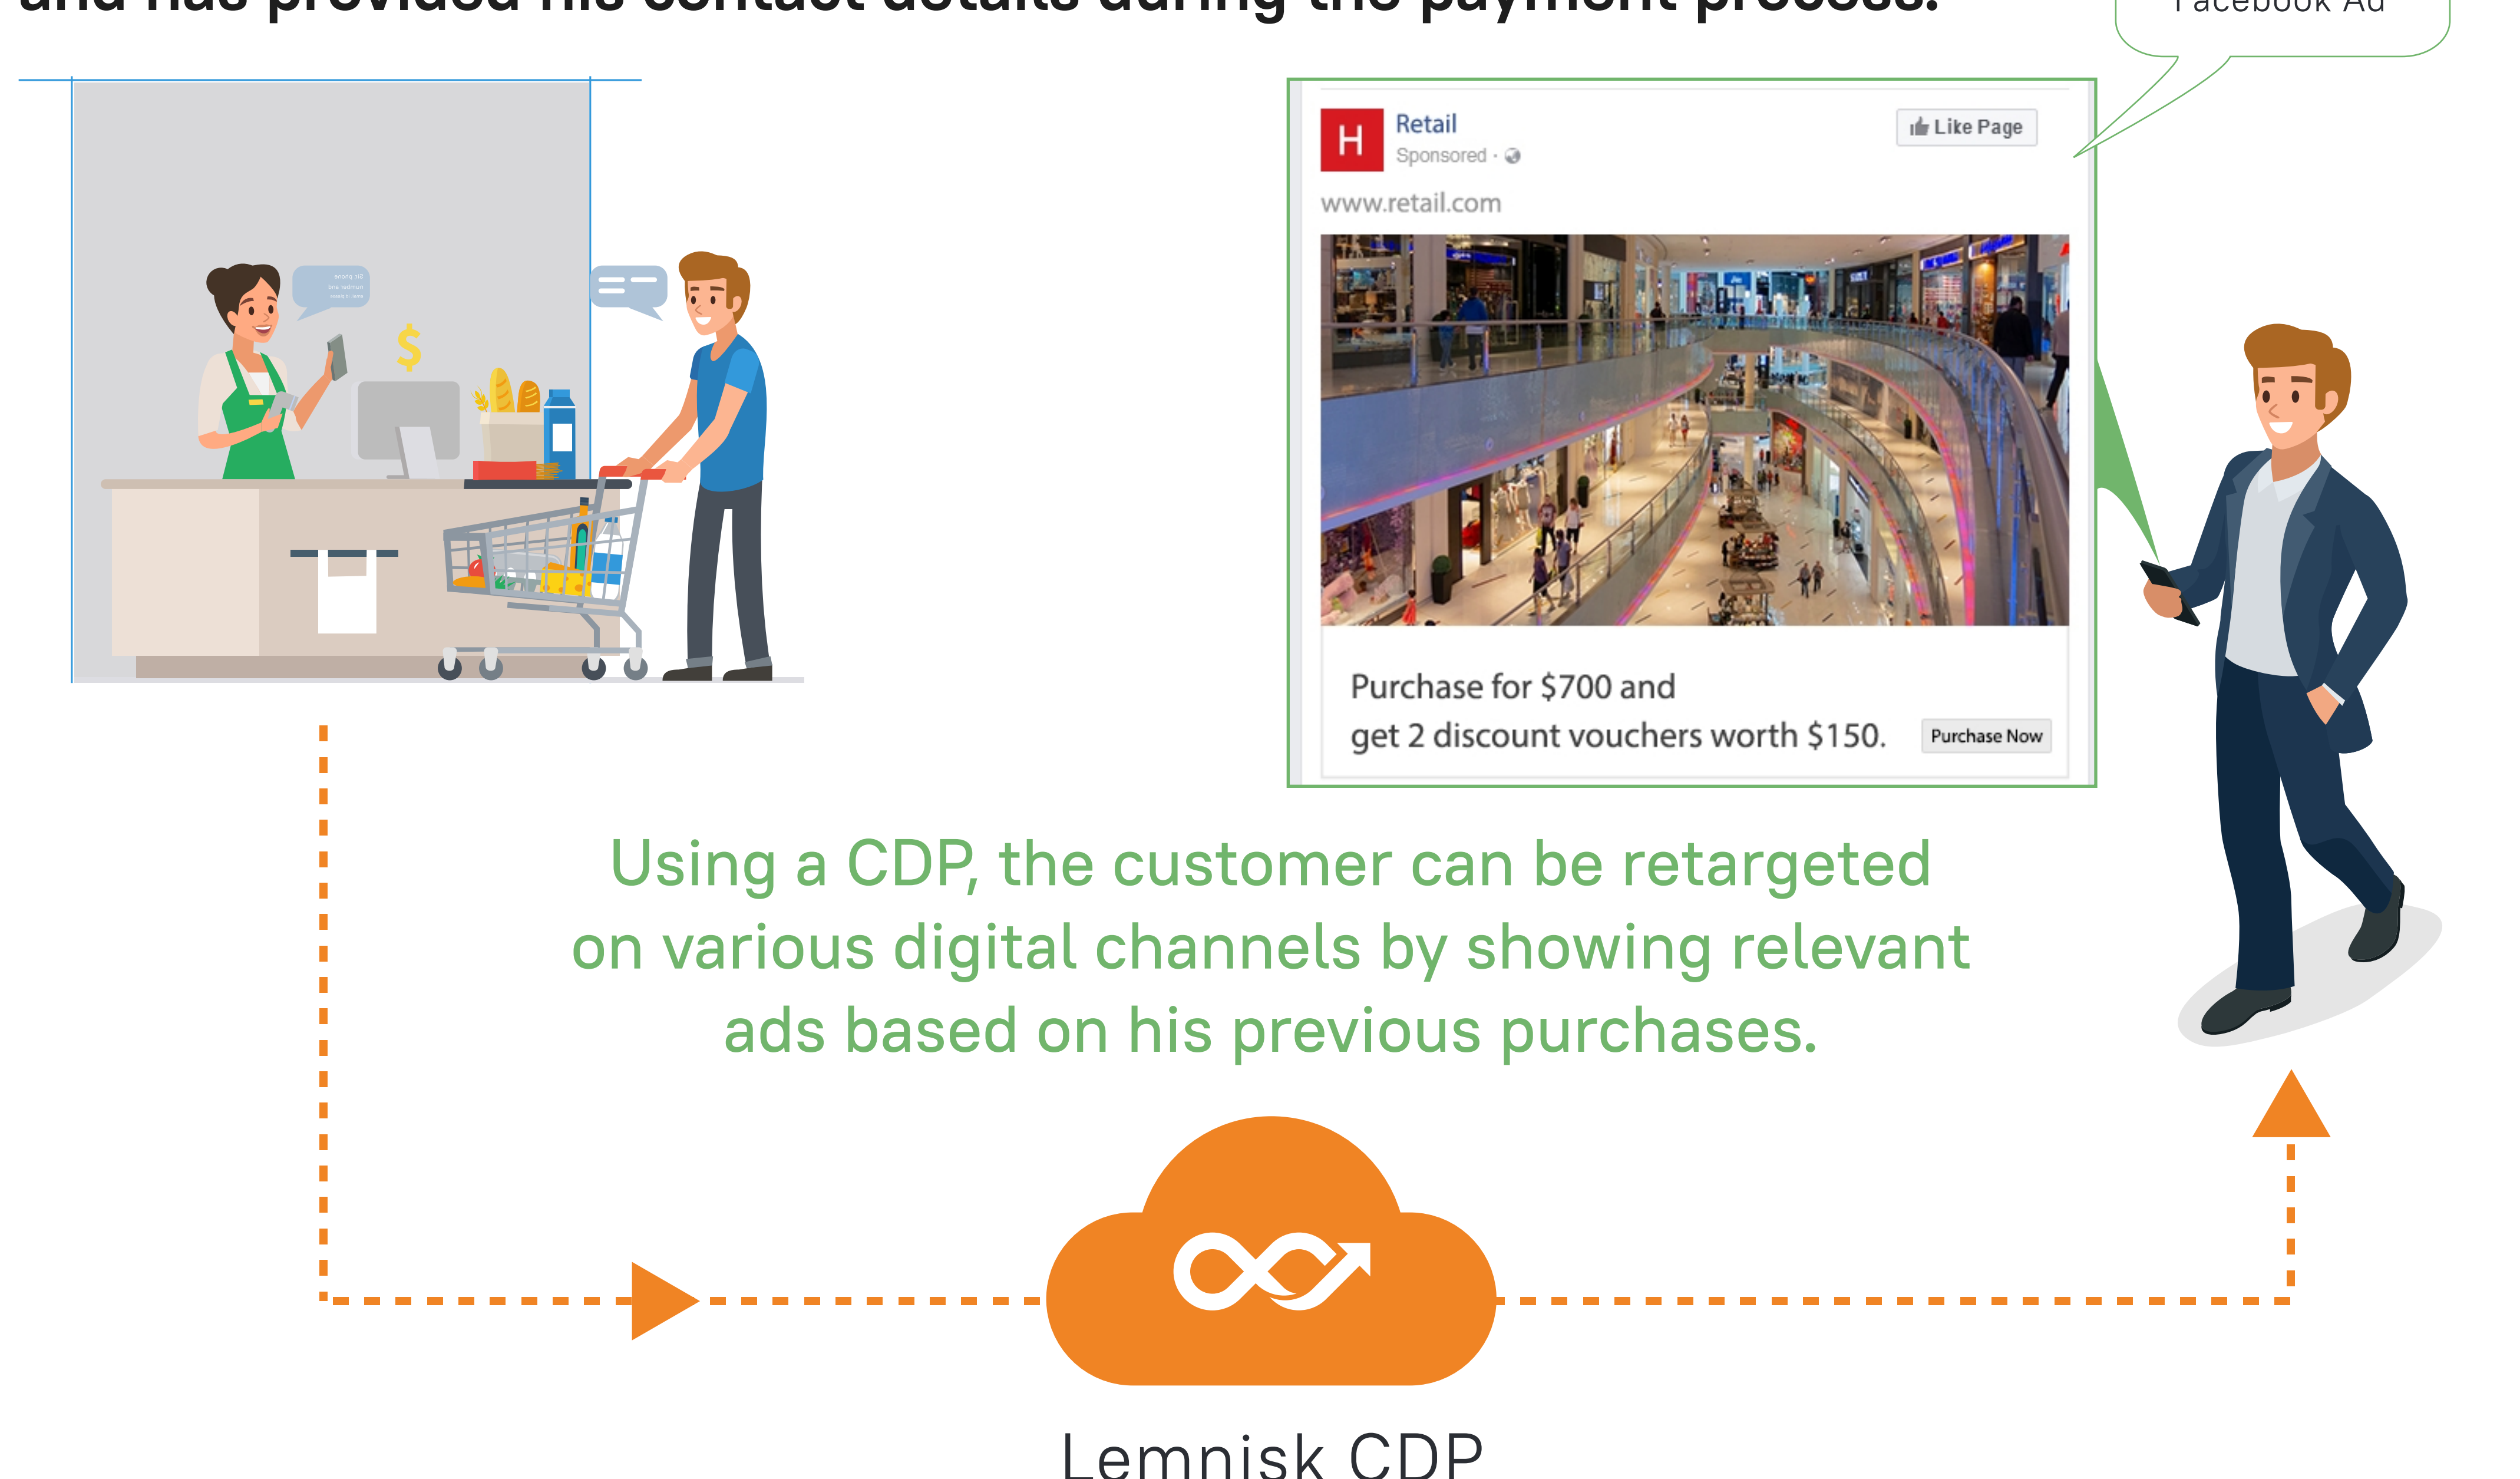 and has provided his contact details during the payment process.
Facebook Ad
H
Retail
Sponsored ·
Like Page
www.retail.com
$
Purchase for $700 and
get 2 discount vouchers worth $150.
Purchase Now
Using a CDP, the customer can be retargeted
on various digital channels by showing relevant
ads based on his previous purchases.
Lemnisk CDP